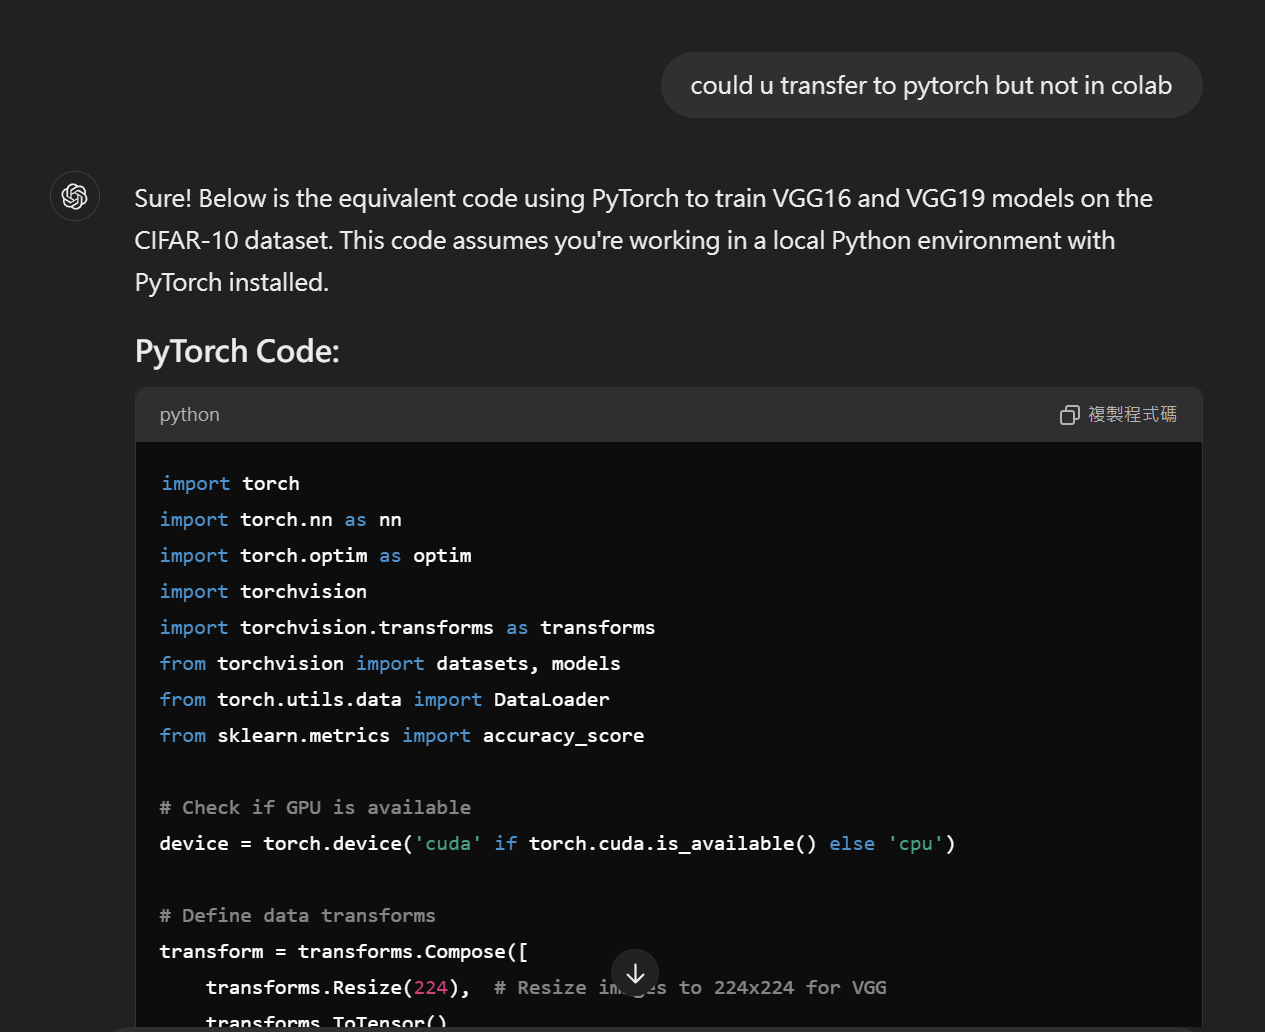 could u transfer to pytorch but not in colab
Sure! Below is the equivalent code using PyTorch to train VGG16 and VGG19 models on the
CIFAR-10 dataset. This code assumes you're working in a local Python environment with
PyTorch installed.
PyTorch Code:
python
複製程式碼
import torch
import torch.nn as nn
import torch.optim as optim
import torchvision
import torchvision.transforms as transforms
from torchvision import datasets, models
from torch.utils.data import DataLoader
from sklearn.metrics import accuracy_score
# Check if GPU is available
device = torch.device('cuda' if torch.cuda.is_available() else 'cpu')
# Define data transforms
transform = transforms.Compose([
    transforms.Resize(224),  # Resize images to 224x224 for VGG
    transforms.ToTensor()